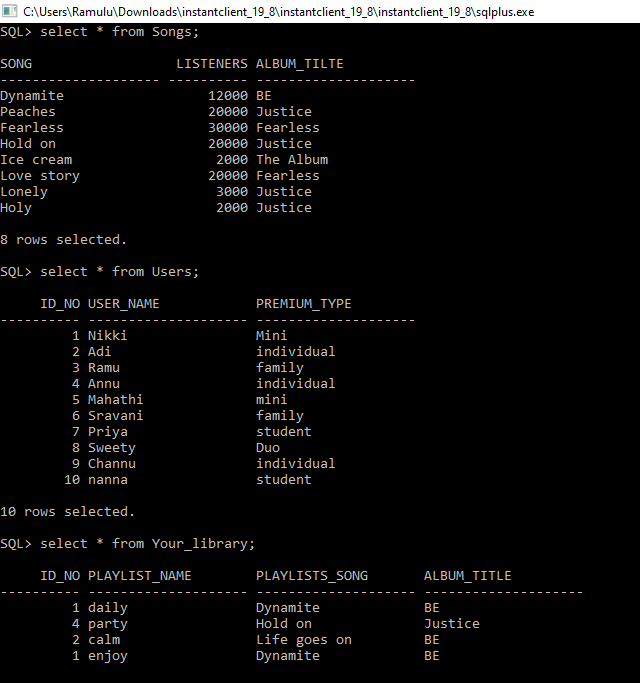 C:\Users\Ramulu\Downloads\instantclient_19_8\instantclient_19_8\instantclient_19_8\sqlplus.exe
SQL> select * from Songs;
SONG                  LISTENERS ALBUM_TILTE
-------------------- ---------- --------------------
Dynamite                  12000 BE
Peaches                   20000 Justice
Fearless                  30000 Fearless
Hold on                   20000 Justice
Ice cream                  2000 The Album
Love story                20000 Fearless
Lonely                     3000 Justice
Holy                       2000 Justice
8 rows selected.
SQL> select * from Users;
     ID_NO USER_NAME            PREMIUM_TYPE
---------- -------------------- --------------------
         1 Nikki                Mini
         2 Adi                  individual
         3 Ramu                 family
         4 Annu                 individual
         5 Mahathi              mini
         6 Sravani              family
         7 Priya                student
         8 Sweety               Duo
         9 Channu               individual
        10 nanna                student
10 rows selected.
SQL> select * from Your_library;
     ID_NO PLAYLIST_NAME        PLAYLISTS_SONG       ALBUM_TITLE
---------- -------------------- -------------------- --------------------
         1 daily                Dynamite             BE
         4 party                Hold on              Justice
         2 calm                 Life goes on         BE
         1 enjoy                Dynamite             BE